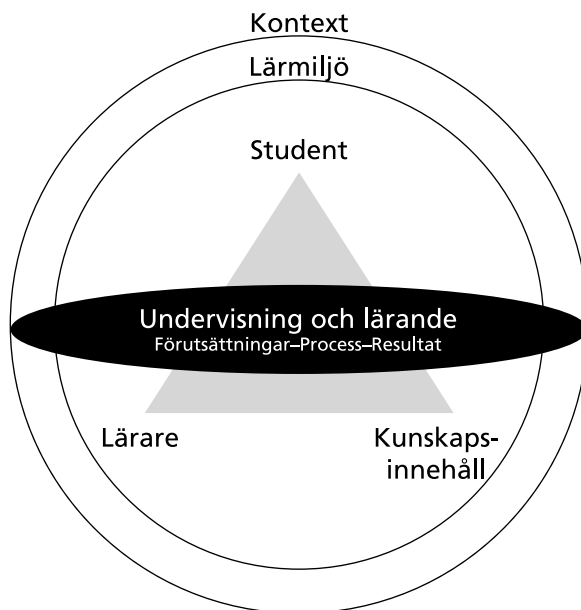 Kontext
Lärmiljö
Student
Undervisning och lärande
Förutsättningar–Process–Resultat
Lärare
Kunskaps-
innehåll